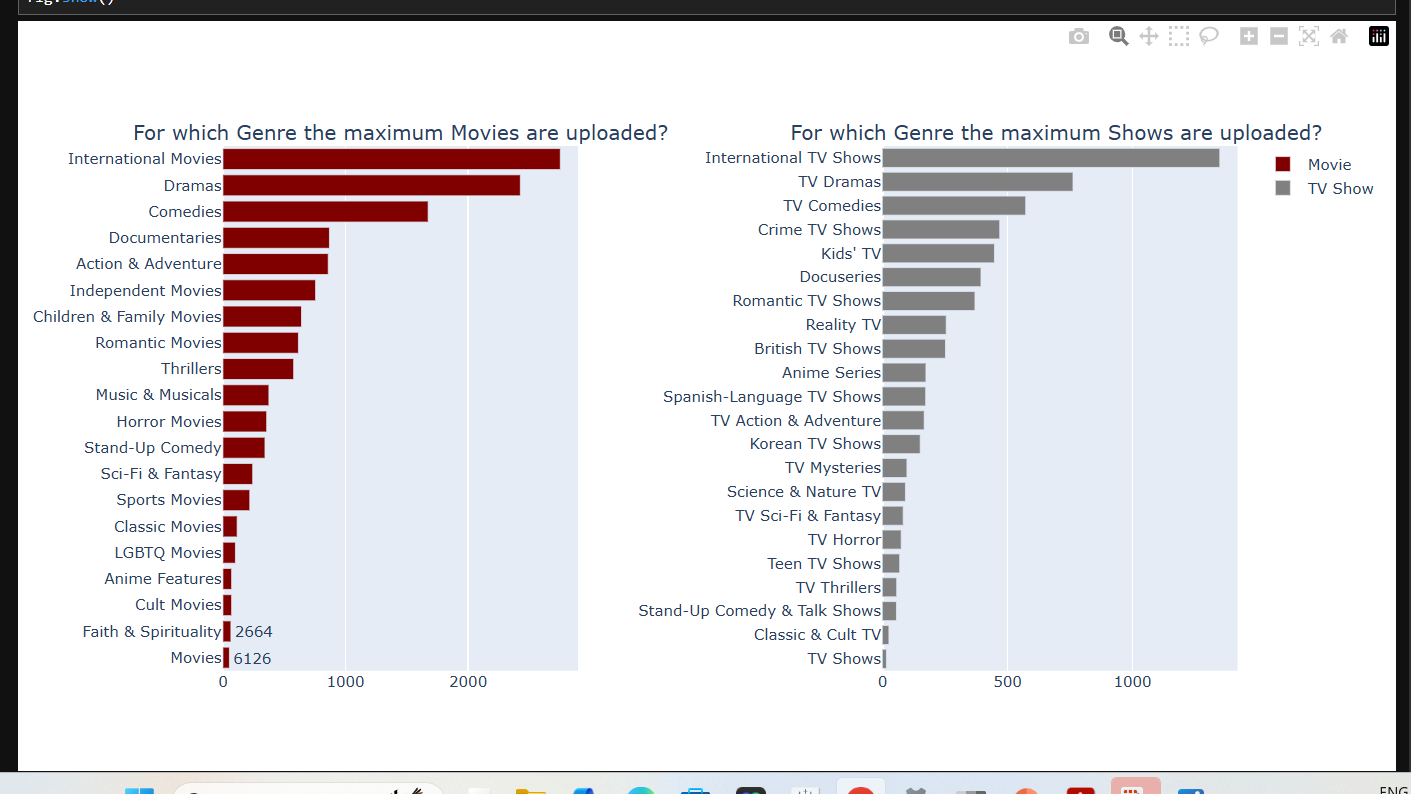 fig.show()
For which Genre the maximum Movies are uploaded?
International Movies
Dramas
Comedies
Documentaries
Action & Adventure
Independent Movies
Children & Family Movies
Romantic Movies
Thrillers
Music & Musicals
Horror Movies
Stand-Up Comedy
Sci-Fi & Fantasy
Sports Movies
Classic Movies
LGBTQ Movies
Anime Features
Cult Movies
Faith & Spirituality 2664
Movies 6126
0 1000 2000
For which Genre the maximum Shows are uploaded?
International TV Shows
TV Dramas
TV Comedies
Crime TV Shows
Kids' TV
Docuseries
Romantic TV Shows
Reality TV
British TV Shows
Anime Series
Spanish-Language TV Shows
TV Action & Adventure
Korean TV Shows
TV Mysteries
Science & Nature TV
TV Sci-Fi & Fantasy
TV Horror
Teen TV Shows
TV Thrillers
Stand-Up Comedy & Talk Shows
Classic & Cult TV
TV Shows
0 500 1000
Movie
TV Show
ENG